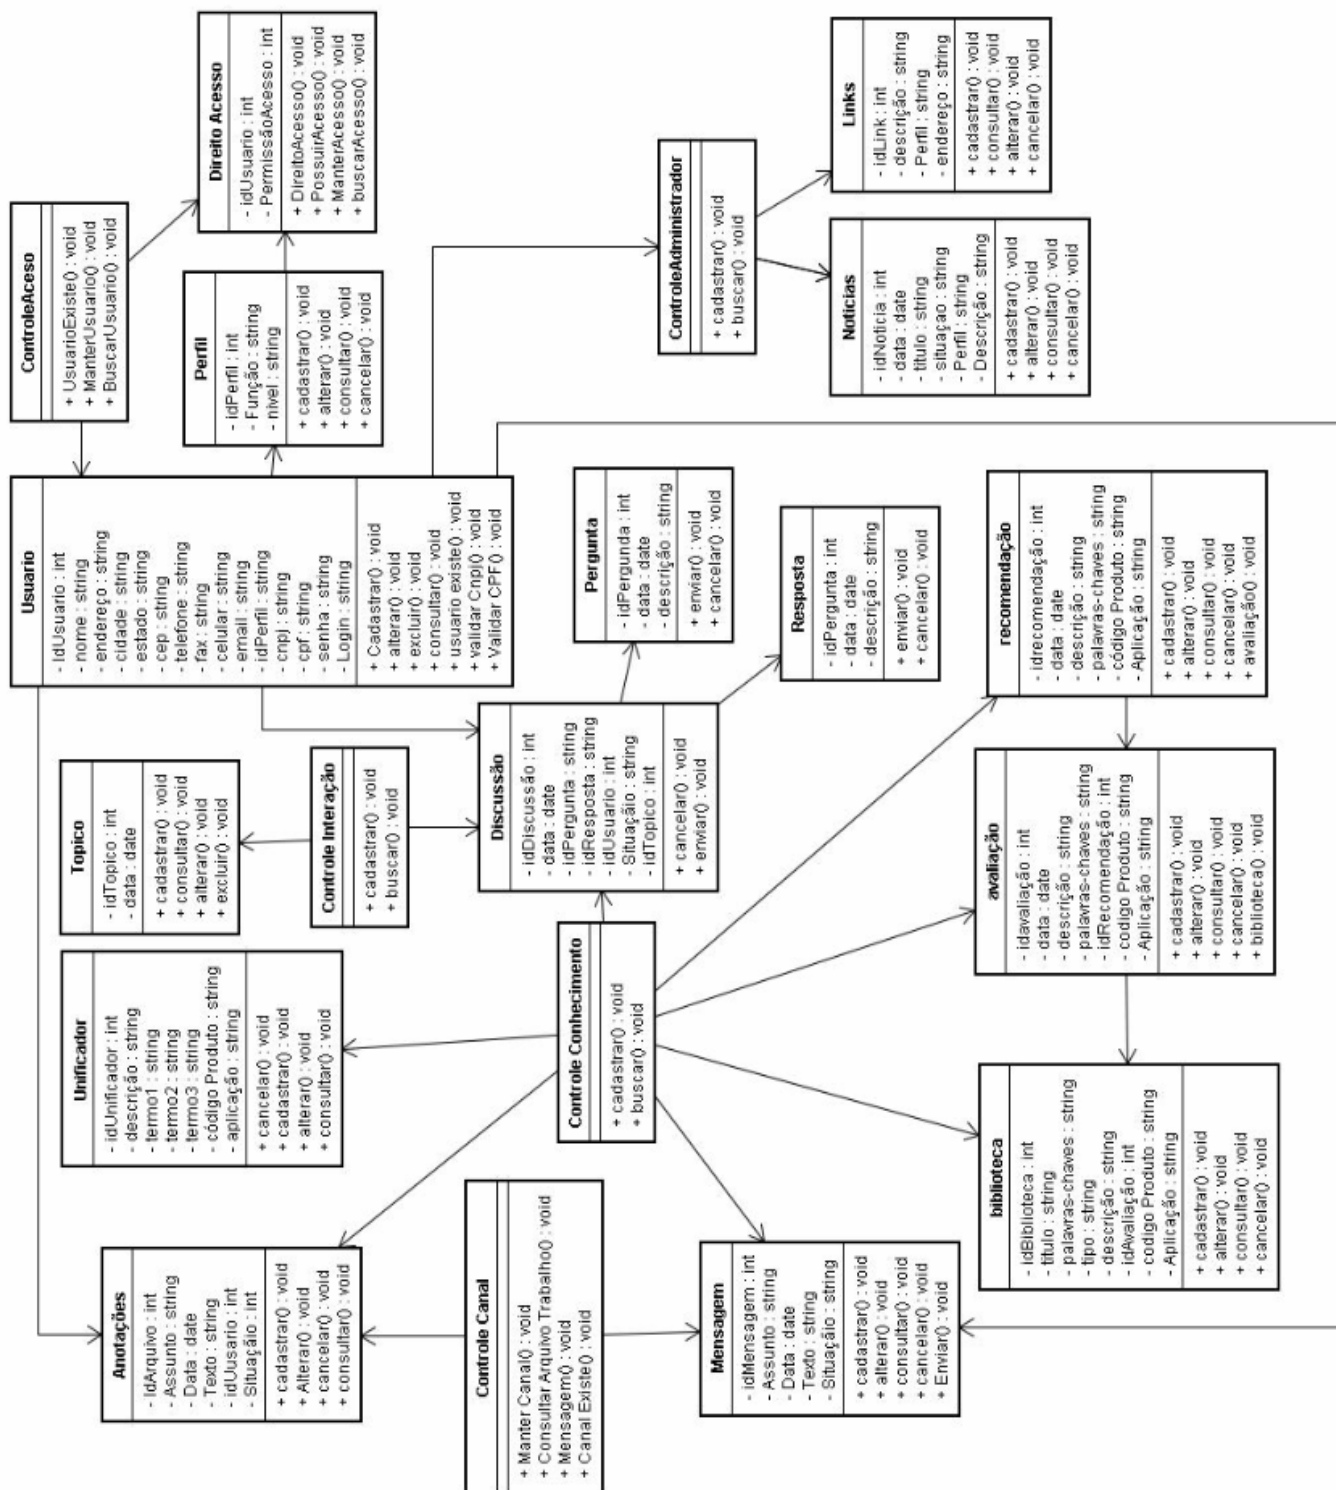 Anotações
- IdArquivo : int
- Assunto : string
- Data : date
- Texto : string
- idUusario : int
- Situaçãio : int
+ cadastrar() : void
+ Alterar() : void
+ cancelar() : void
+ consultar() : void
Unificador
- idUnificador : int
- descrição : string
- termo1 : string
- termo2 : string
- termo3 : string
- código Produto : string
- aplicação : string
+ cancelar() : void
+ cadastrar() : void
+ alterar() : void
+ consultar() : void
Topico
- idTopico : int
- data : date
+ cadastrar() : void
+ consultar() : void
+ alterar() : void
+ excluir() : void
Usuario
- IdUsuario : int
- nome : string
- endereço : string
- cidade : string
- estado : string
- cep : string
- telefone : string
- fax : string
- celular : string
- email : string
- idPerfil : string
- cnpj : string
- cpf : string
- senha : string
- Login : string
+ Cadastrar() : void
+ alterar() : void
+ excluir() : void
+ consultar() : void
+ usuario existe() : void
+ validar Cnpj() : void
+ Validar CPF() : void
ControleAceso
+ UsuarioExiste() : void
+ ManterUsuario() : void
+ BuscarUsuario() : void
Perfil
- idPerfil : int
- Função : string
- nivel : string
+ cadastrar() : void
+ alterar() : void
+ consultar() : void
+ cancelar() : void
Direito Acesso
- idUsuario : int
- PermissãoAcesso : int
+ DireitoAcesso() : void
+ PossuirAcesso() : void
+ ManterAcesso() : void
+ buscarAcesso() : void
Controle Interação
+ cadastrar() : void
+ buscar() : void
Controle Canal
+ Manter Canal() : void
+ Consultar Arquivo Trabalho() : void
+ Mensagem() : void
+ Canal Existe() : void
Controle Conhecimento
+ cadastrar() : void
+ buscar() : void
Discussão
- idDiscussão : int
- data : date
- idPergunta : string
- idResposta : string
- idUsuario : int
- Situaçãio : string
- idTopico : int
+ cancelar() : void
+ enviar() : void
Pergunta
- idPergunda : int
- data : date
- descrição : string
+ enviar() : void
+ cancelar() : void
ControleAdministrador
+ cadastrar() : void
+ buscar() : void
Mensagem
- idMensagem : int
- Assunto : string
- Data : date
- Texto : string
- Situaçãio : string
+ cadastrar() : void
+ alterar() : void
+ consultar() : void
+ cancelar() : void
+ Enviar() : void
Resposta
- idPergunta : int
- data : date
- descrição : string
+ enviar() : void
+ cancelar() : void
Noticias
- idNoticia : int
- data : date
- titulo : string
- situaçao : string
- Perfil : string
- Descrição : string
+ cadastrar() : void
+ alterar() : void
+ consultar() : void
+ cancelar() : void
Links
- idLink : int
- descrição : string
- Perfil : string
- endereço : string
+ cadastrar() : void
+ consultar() : void
+ alterar() : void
+ cancelar() : void
biblioteca
- idBiblioteca : int
- titulo : string
- palavras-chaves : string
- tipo : string
- descrição : string
- idAvaliação : int
- codigo Produto : string
- Aplicação : string
+ cadastrar() : void
+ alterar() : void
+ consultar() : void
+ cancelar() : void
avaliação
- idavaliação : int
- data : date
- descrição : string
- palavras-chaves : string
- idRecomendação : int
- codigo Produto : string
- Aplicação : string
+ cadastrar() : void
+ alterar() : void
+ consultar() : void
+ cancelar() : void
+ biblioteca() : void
recomendação
- idrecomendação : int
- data : date
- descrição : string
- palavras-chaves : string
- código Produto : string
- Aplicação : string
+ cadastrar() : void
+ alterar() : void
+ consultar() : void
+ cancelar() : void
+ avaliação() : void